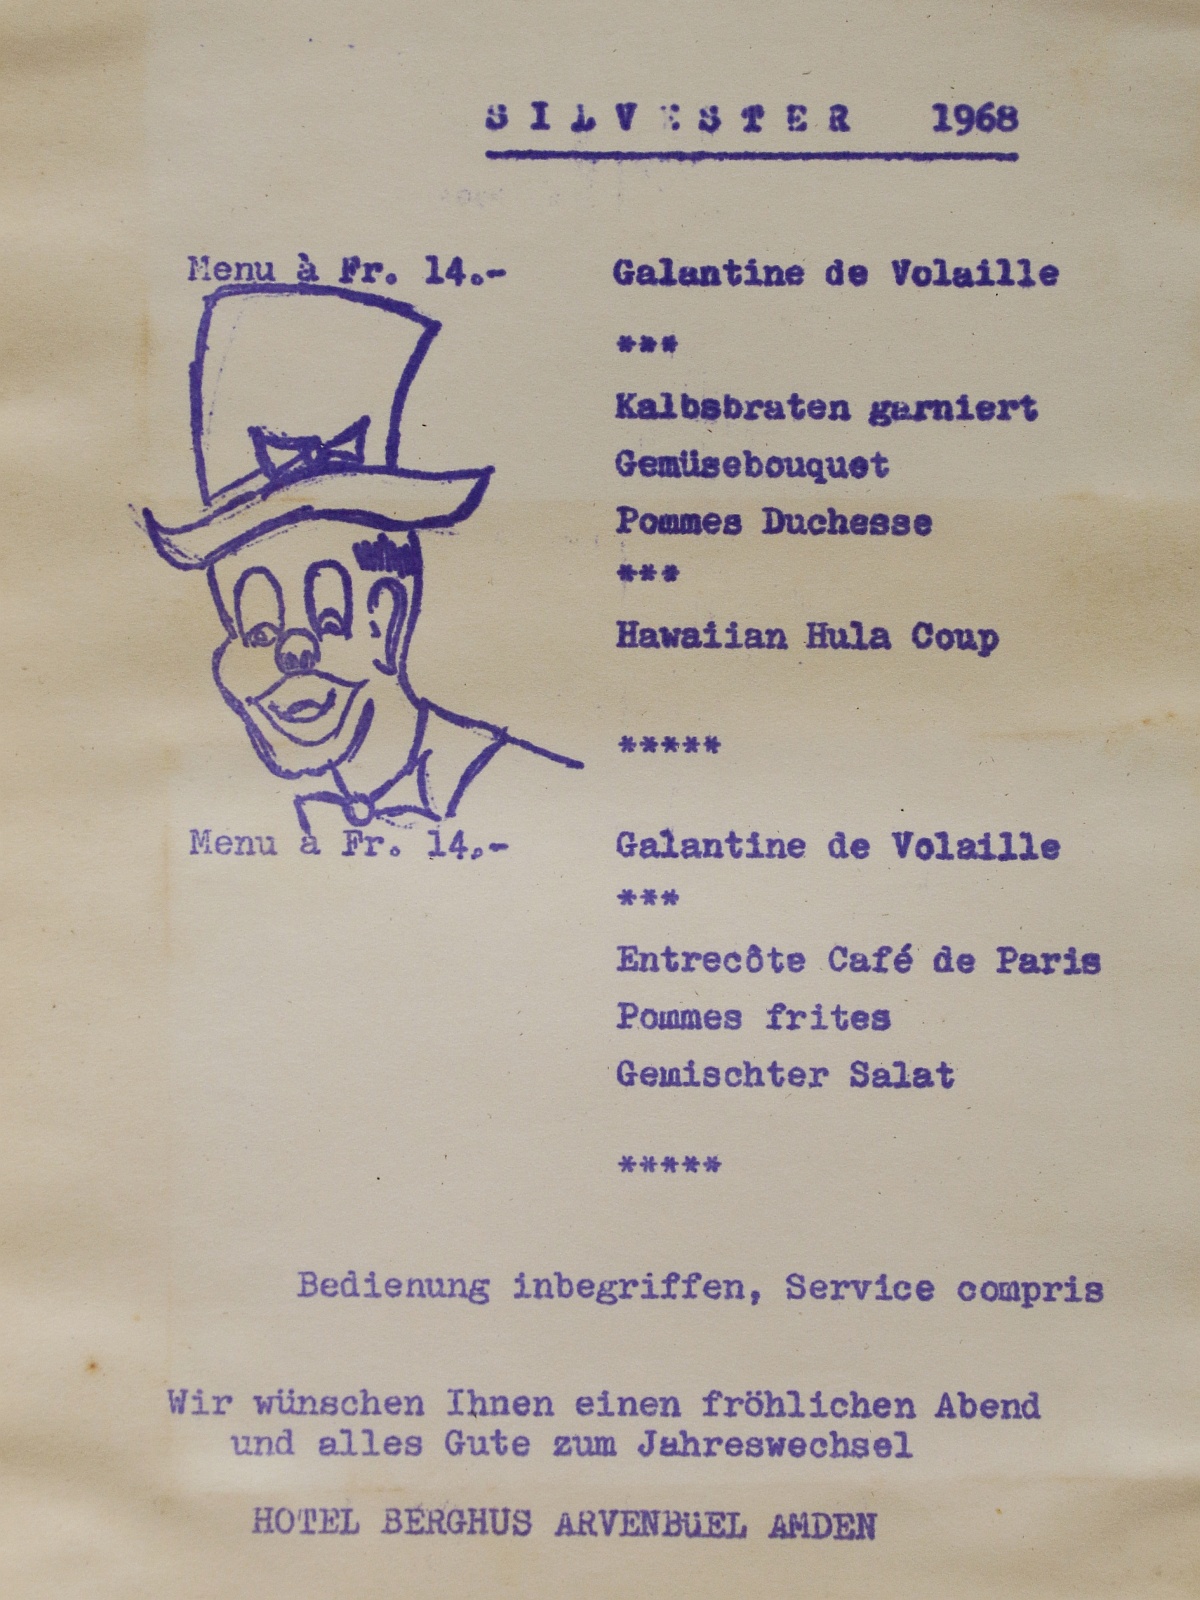 SILVESTER 1968
Menu à Fr. 14.-
Galantine de Volaille
***
Kalbsbraten garniert
Gemüsebouquet
Pommes Duchesse
***
Hawaiian Hula Coup
*****
Menu à Fr. 14.-
Galantine de Volaille
***
Entrecôte Café de Paris
Pommes frites
Gemischter Salat
*****
Bedienung inbegriffen, Service compris
Wir wünschen Ihnen einen fröhlichen Abend
und alles Gute zum Jahreswechsel
HOTEL BERGHUS ARVENBüEL AMDEN